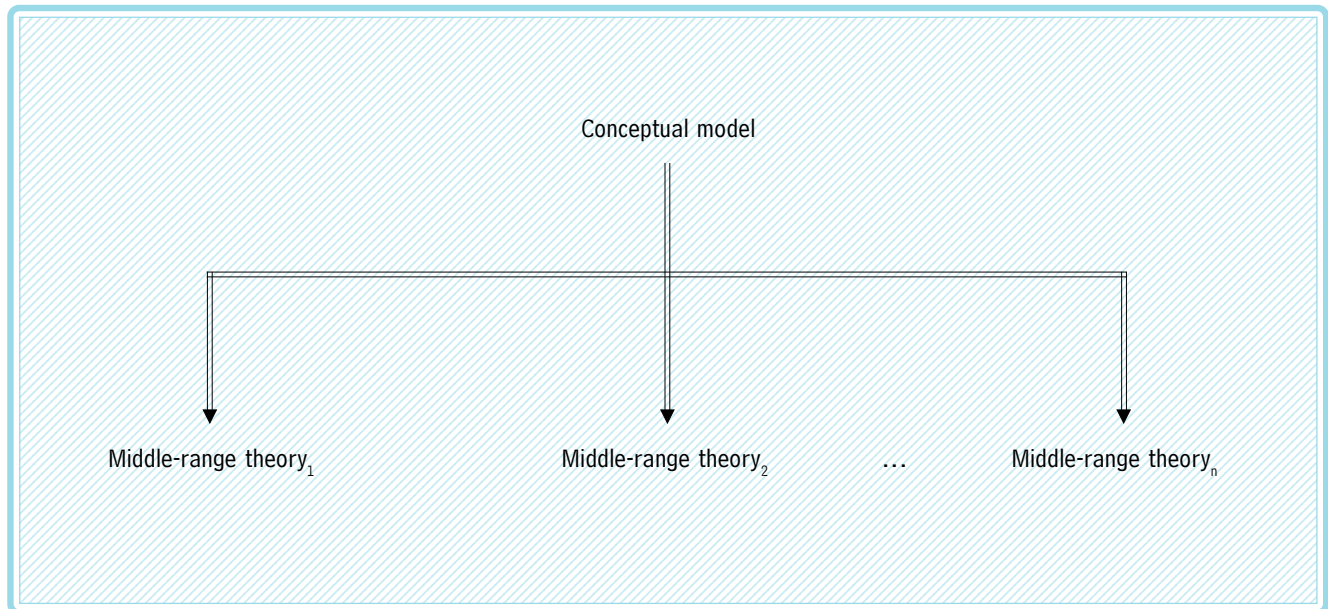 Conceptual model
Middle-range theory₁ Middle-range theory₂ … Middle-range theoryₙ